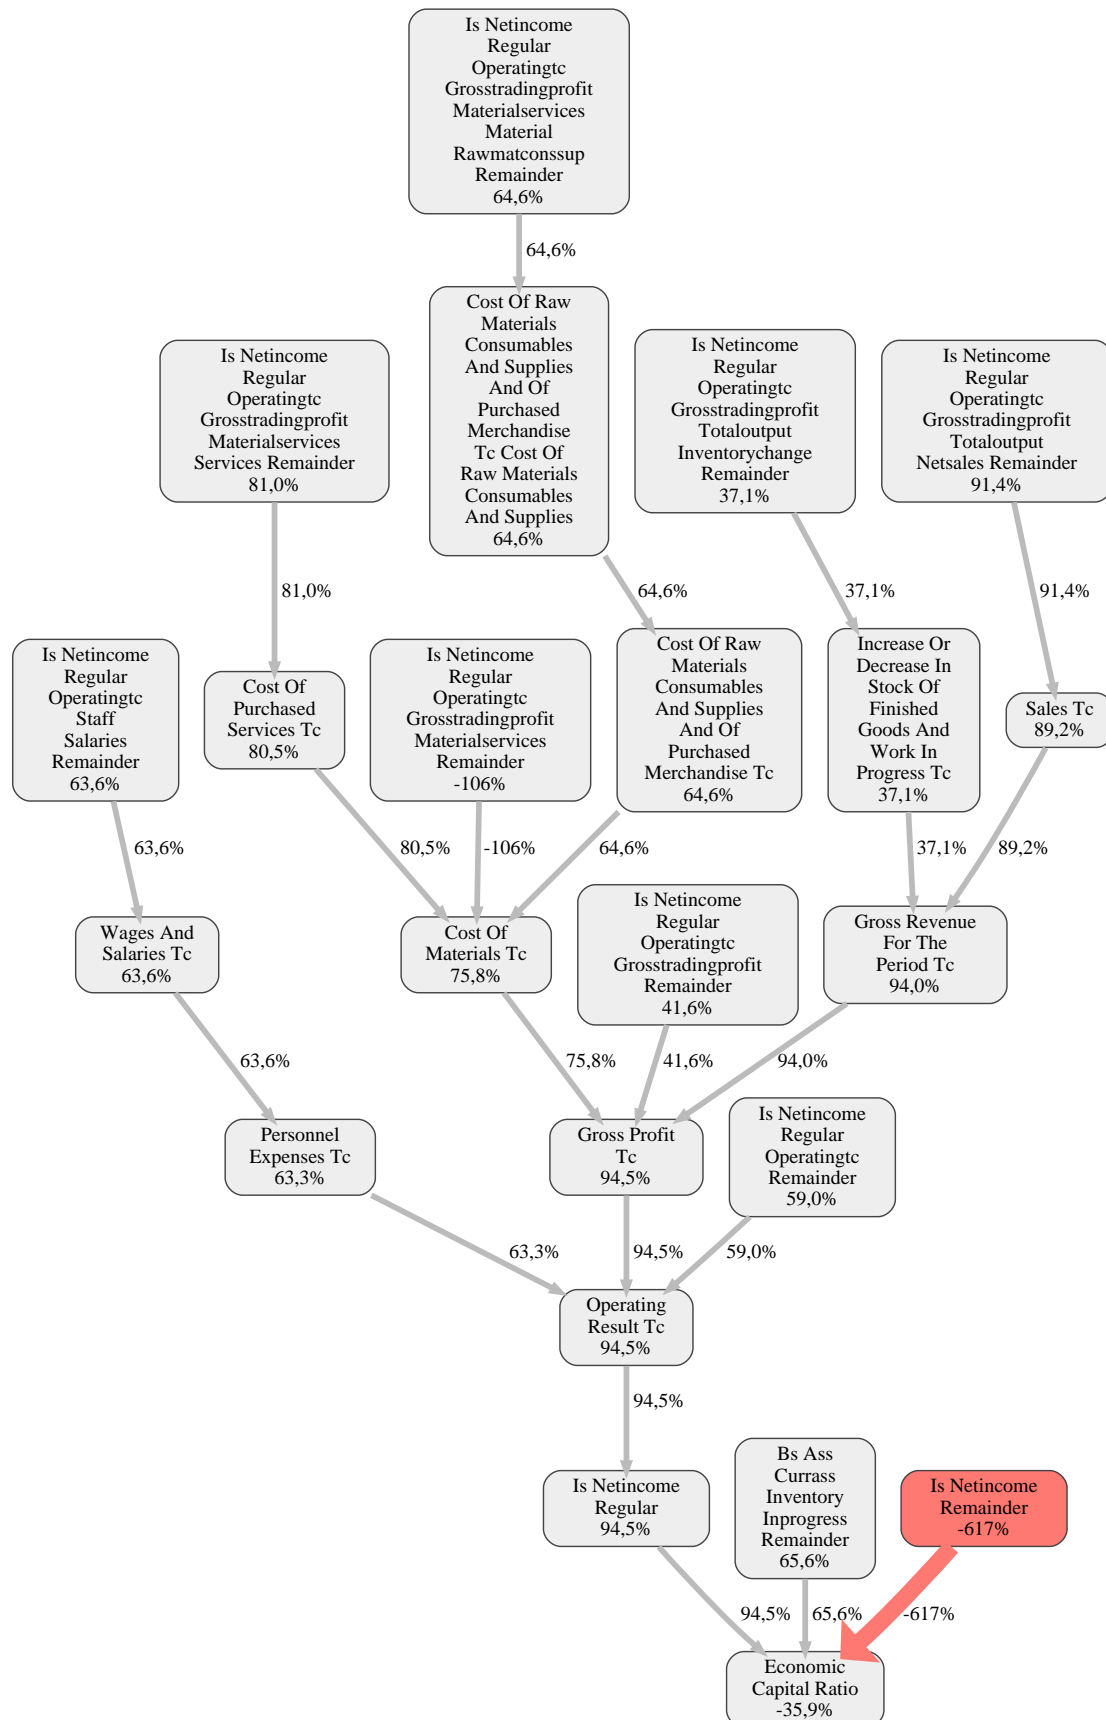 Is Netincome
Regular
Operatingtc
Grosstradingprofit
Materialservices
Material
Rawmatconssup
Remainder
64,6%
64,6%
Cost Of Raw
Materials
Consumables
And Supplies
And Of
Purchased
Merchandise
Tc Cost Of
Raw Materials
Consumables
And Supplies
64,6%
Is Netincome
Regular
Operatingtc
Grosstradingprofit
Materialservices
Services Remainder
81,0%
Is Netincome
Regular
Operatingtc
Grosstradingprofit
Totaloutput
Inventorychange
Remainder
37,1%
Is Netincome
Regular
Operatingtc
Grosstradingprofit
Totaloutput
Netsales Remainder
91,4%
81,0%
64,6%
37,1%
91,4%
Is Netincome
Regular
Operatingtc
Staff
Salaries
Remainder
63,6%
Cost Of
Purchased
Services Tc
80,5%
Is Netincome
Regular
Operatingtc
Grosstradingprofit
Materialservices
Remainder
-106%
Cost Of Raw
Materials
Consumables
And Supplies
And Of
Purchased
Merchandise Tc
64,6%
Increase Or
Decrease In
Stock Of
Finished
Goods And
Work In
Progress Tc
37,1%
Sales Tc
89,2%
63,6%
80,5%
-106%
64,6%
37,1%
89,2%
Wages And
Salaries Tc
63,6%
Cost Of
Materials Tc
75,8%
Is Netincome
Regular
Operatingtc
Grosstradingprofit
Remainder
41,6%
Gross Revenue
For The
Period Tc
94,0%
63,6%
75,8%
41,6%
94,0%
Personnel
Expenses Tc
63,3%
Gross Profit
Tc
94,5%
Is Netincome
Regular
Operatingtc
Remainder
59,0%
63,3%
94,5%
59,0%
Operating
Result Tc
94,5%
94,5%
Is Netincome
Regular
94,5%
Bs Ass
Currass
Inventory
Inprogress
Remainder
65,6%
Is Netincome
Remainder
-617%
94,5%
65,6%
-617%
Economic
Capital Ratio
-35,9%